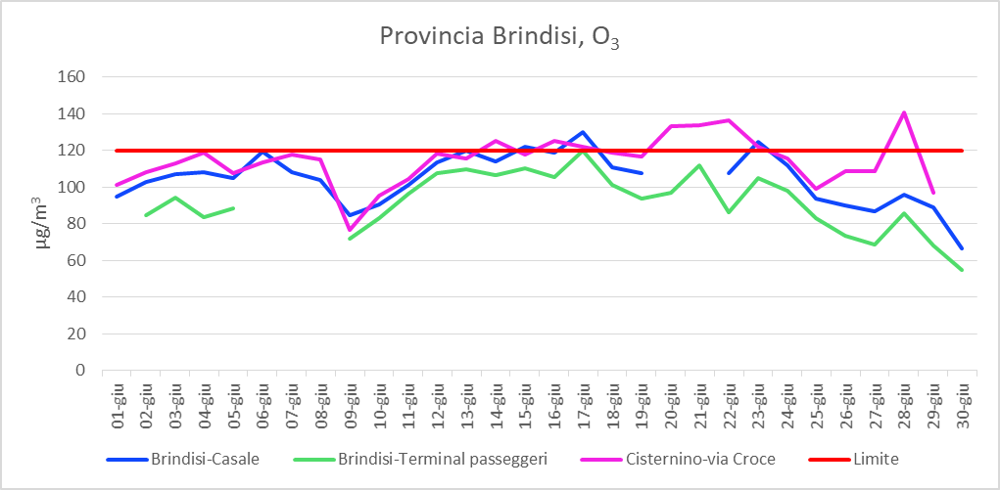 Provincia Brindisi, O₃
µg/m³
160
140
120
100
80
60
40
20
0
01-giu
02-giu
03-giu
04-giu
05-giu
06-giu
07-giu
08-giu
09-giu
10-giu
11-giu
12-giu
13-giu
14-giu
15-giu
16-giu
17-giu
18-giu
19-giu
20-giu
21-giu
22-giu
23-giu
24-giu
25-giu
26-giu
27-giu
28-giu
29-giu
30-giu
Brindisi-Casale
Brindisi-Terminal passeggeri
Cisternino-via Croce
Limite